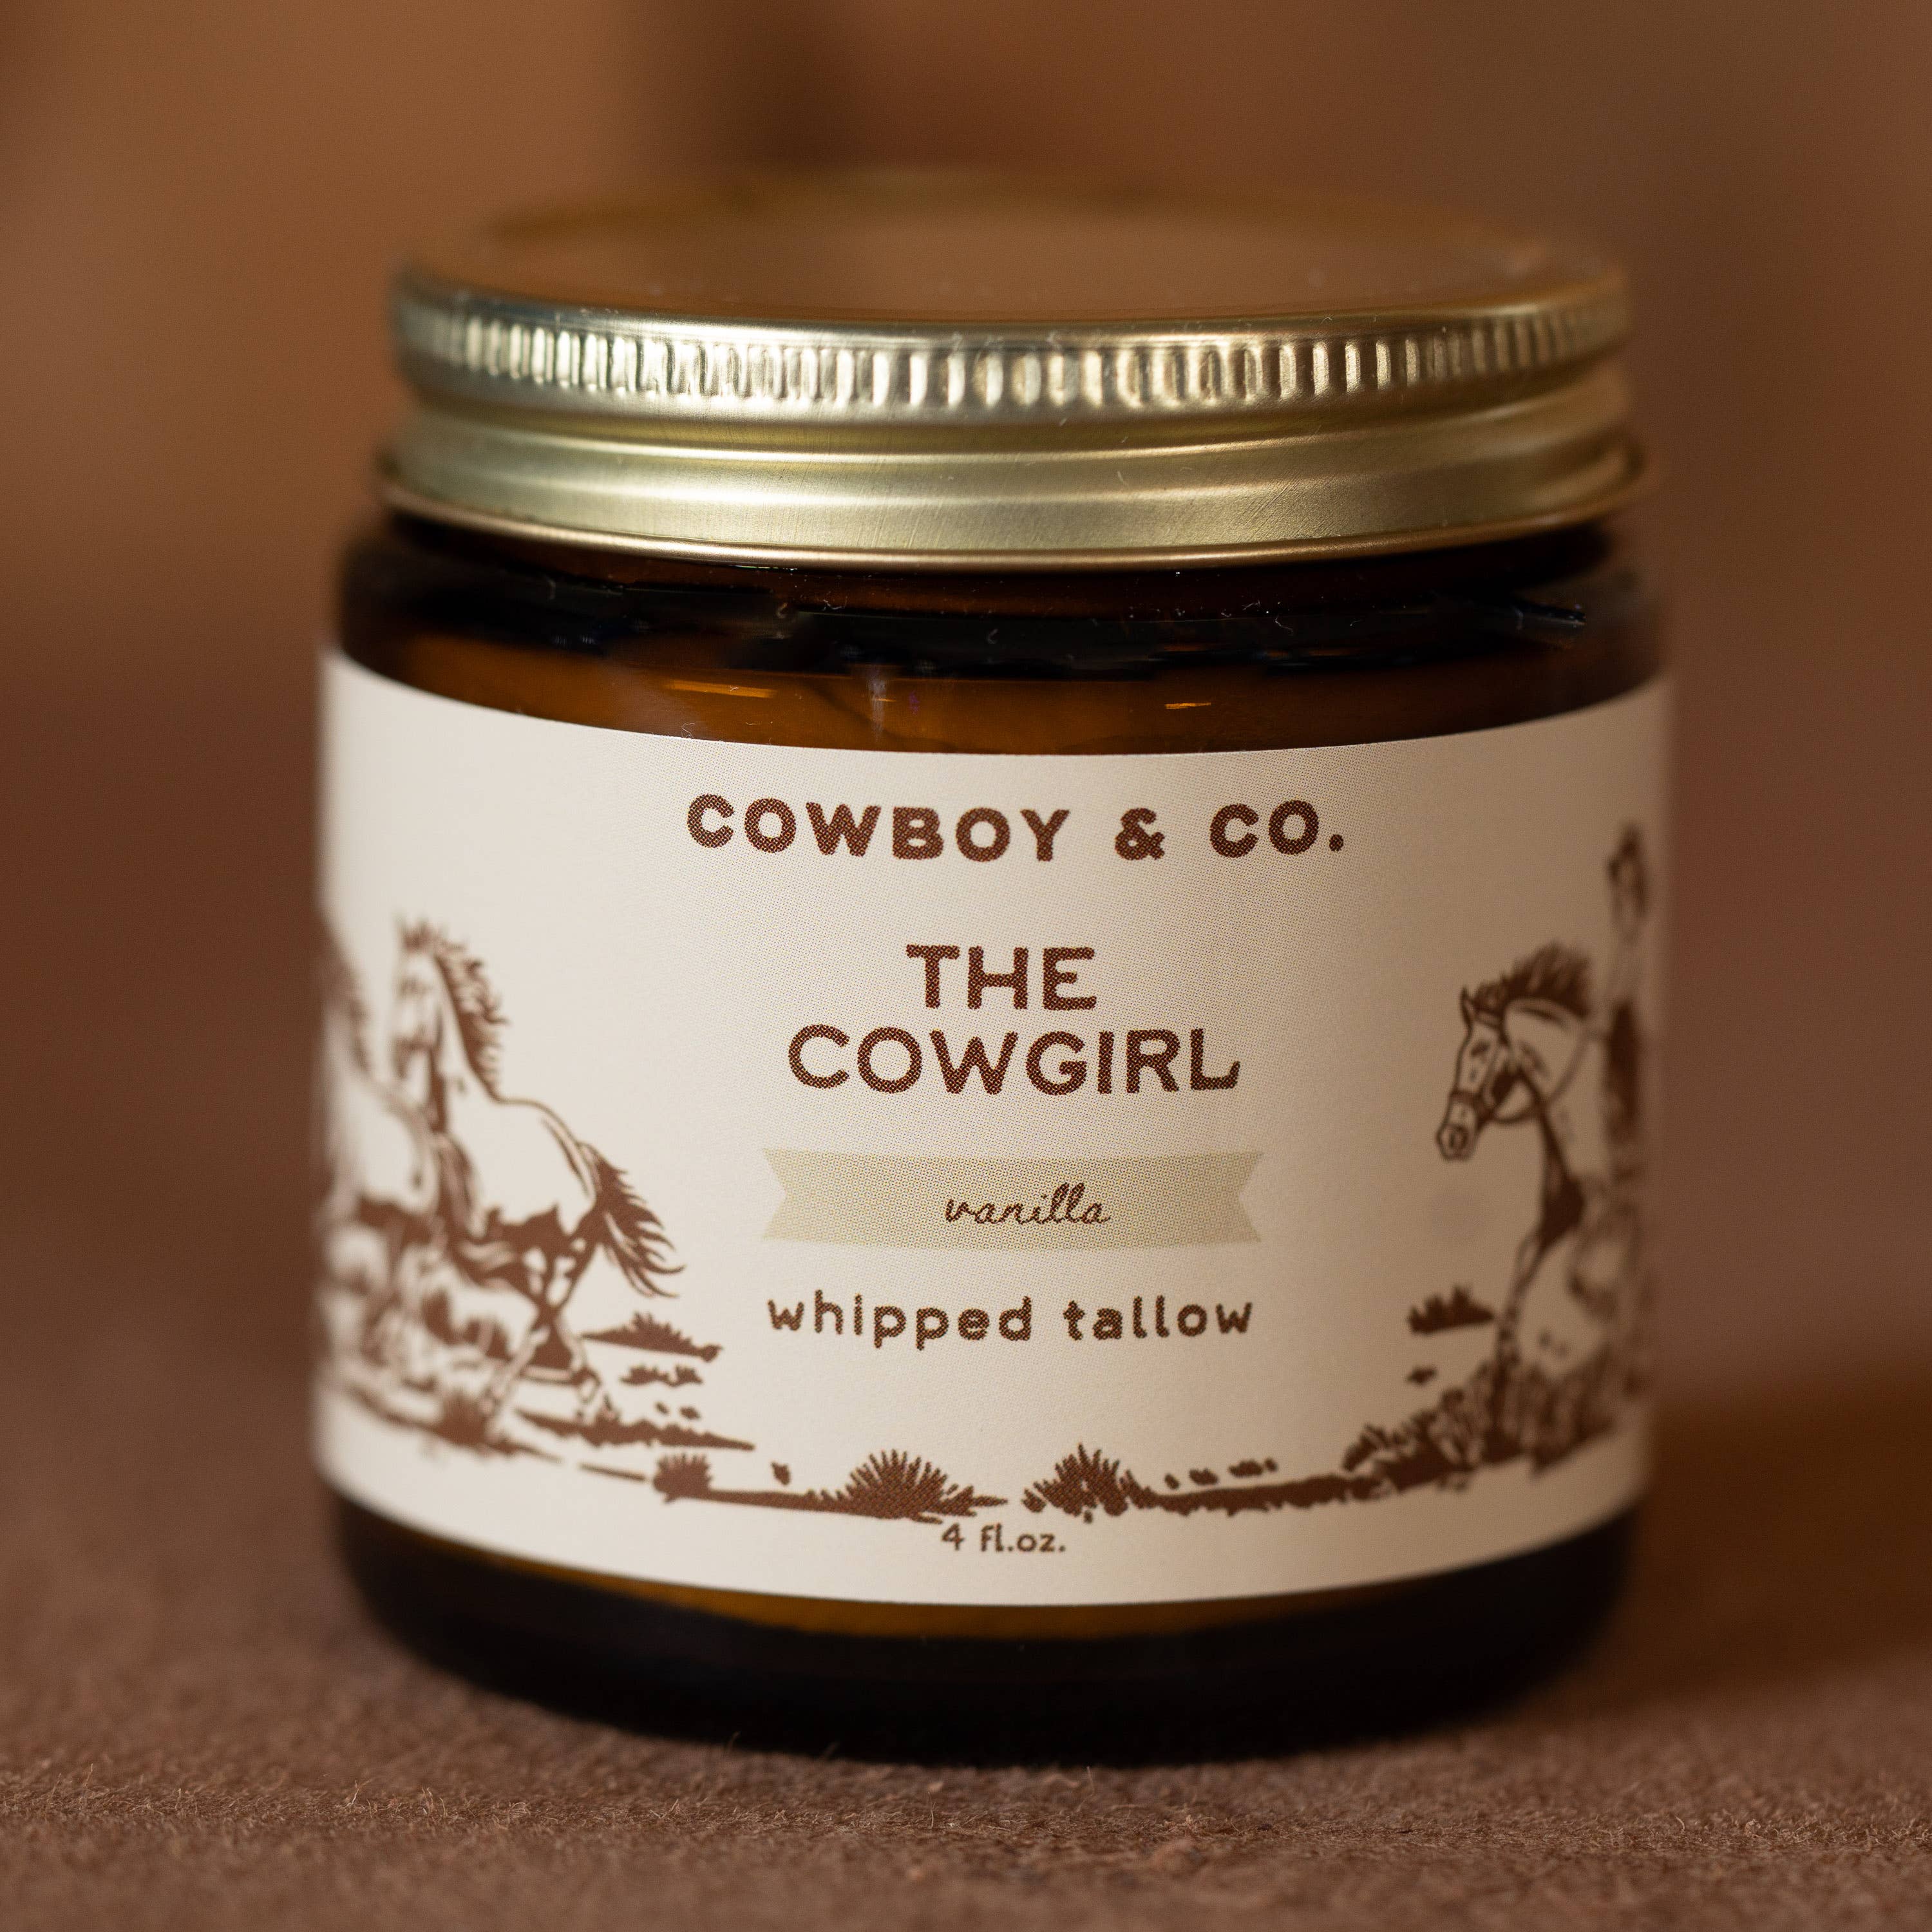 COWBOY & CO.
THE
COWGIRL
vanilla
whipped tallow
4 fl.oz.